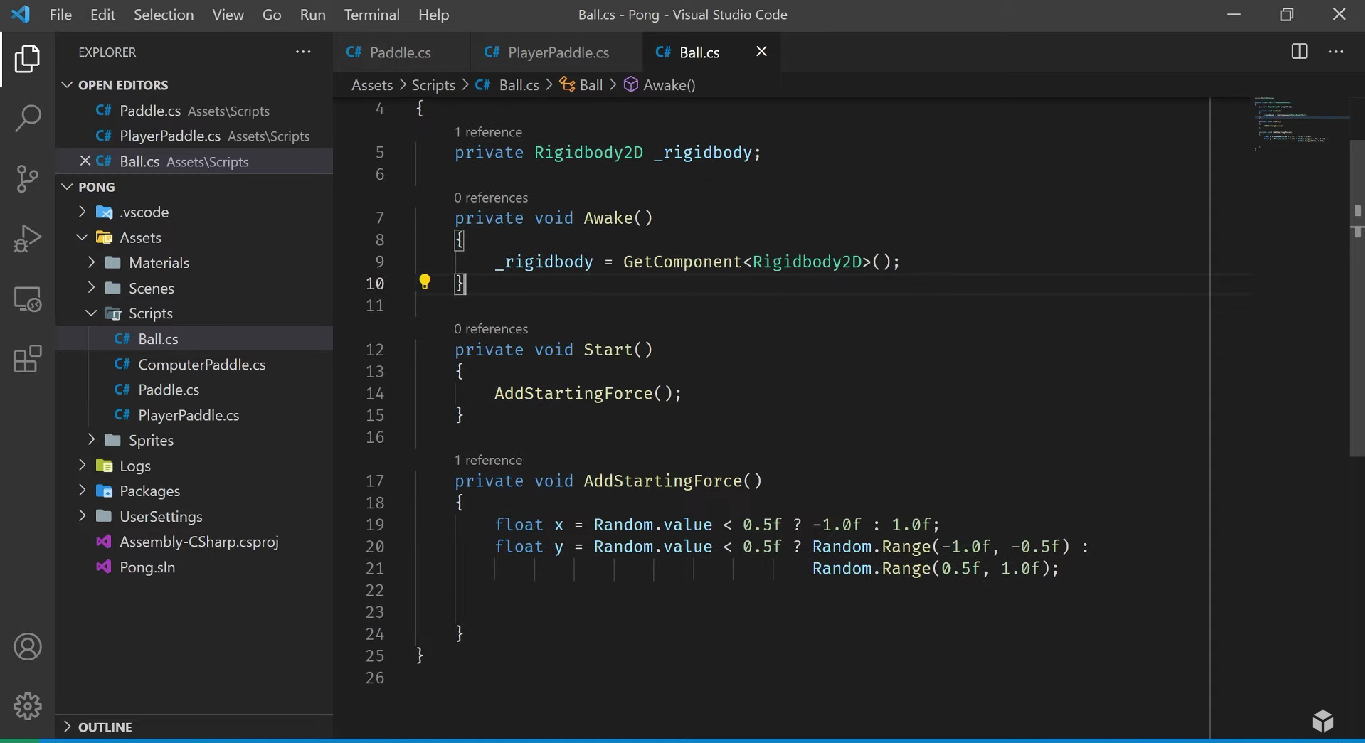 File Edit Selection View Go Run Terminal Help
Ball.cs - Pong - Visual Studio Code
EXPLORER
OPEN EDITORS
Paddle.cs Assets\Scripts
PlayerPaddle.cs Assets\Scripts
Ball.cs Assets\Scripts
PONG
.vscode
Assets
Materials
Scenes
Scripts
C# Ball.cs
C# ComputerPaddle.cs
C# Paddle.cs
C# PlayerPaddle.cs
Sprites
Logs
Packages
UserSettings
Assembly-CSharp.csproj
Pong.sln
OUTLINE
C# Paddle.cs C# PlayerPaddle.cs C# Ball.cs
Assets > Scripts > C# Ball.cs > Ball > Awake()
4 {
1 reference
5 private Rigidbody2D _rigidbody;
6
0 references
7 private void Awake()
8 {
9 _rigidbody = GetComponent<Rigidbody2D>();
10 }
11
0 references
12 private void Start()
13 {
14 AddStartingForce();
15 }
16
1 reference
17 private void AddStartingForce()
18 {
19 float x = Random.value < 0.5f ? -1.0f : 1.0f;
20 float y = Random.value < 0.5f ? Random.Range(-1.0f, -0.5f) :
21 Random.Range(0.5f, 1.0f);
22
23
24 }
25 }
26